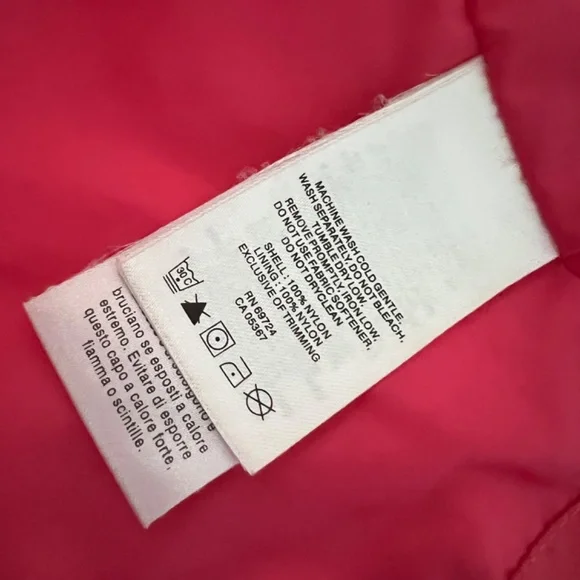 MACHINE WASH COLD GENTLE.
WASH SEPARATELY. DO NOT BLEACH,
TUMBLE DRY LOW.
REMOVE PROMPTLY, IRON LOW,
DO NOT USE FABRIC SOFTENER,
DO NOT DRYCLEAN
SHELL : 100% NYLON
LINING : 100% NYLON
EXCLUSIVE OF TRIMMING
RN 69724
CA 05367
30°C
bruciano se esposti a calore
estremo. Evitare di esporre
questo capo a calore forte,
fiamma o scintille.